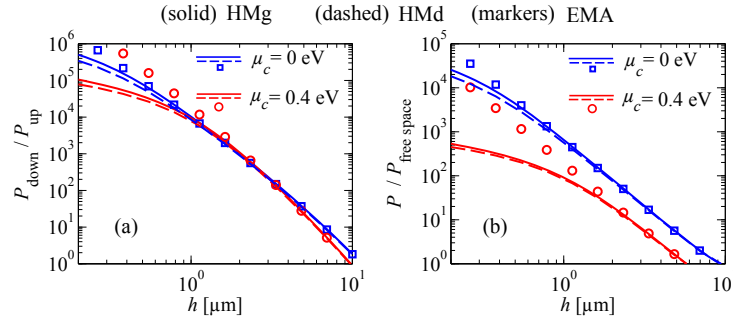 (solid) HMg (dashed) HMd (markers) EMA
10^6
10^5
10^4
10^3
10^2
10^1
10^0
P_down / P_up
μ_c = 0 eV
μ_c = 0.4 eV
(a)
10^0 10^1
h [µm]
10^5
10^4
10^3
10^2
10^1
10^0
P / P_free space
μ_c = 0 eV
μ_c = 0.4 eV
(b)
10^0 10^1
h [µm]